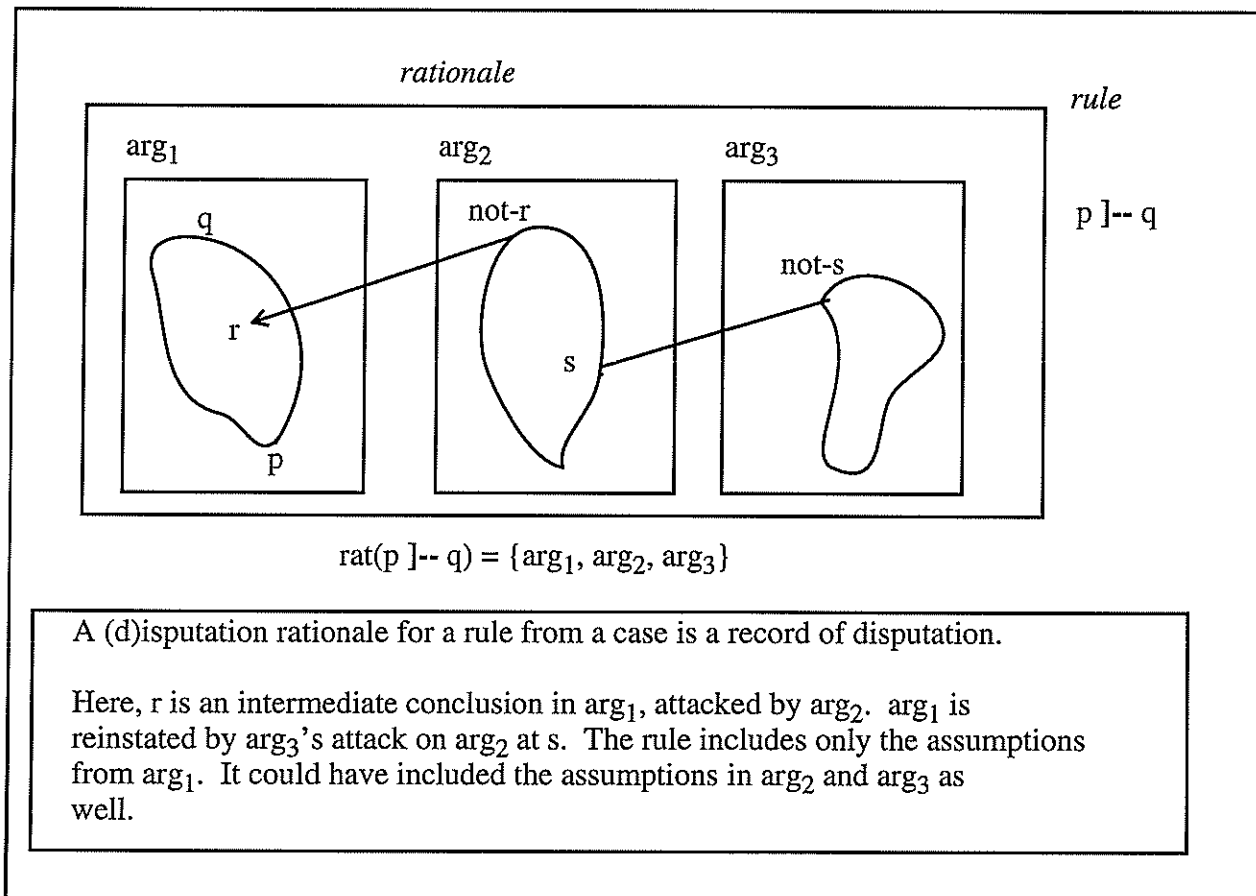 rationale
rule
arg1
arg2
arg3
q
not-r
p ]-- q
not-s
r
s
p
rat(p ]-- q) = {arg1, arg2, arg3}
A (d)isputation rationale for a rule from a case is a record of disputation.
Here, r is an intermediate conclusion in arg1, attacked by arg2. arg1 is
reinstated by arg3's attack on arg2 at s. The rule includes only the assumptions
from arg1. It could have included the assumptions in arg2 and arg3 as
well.